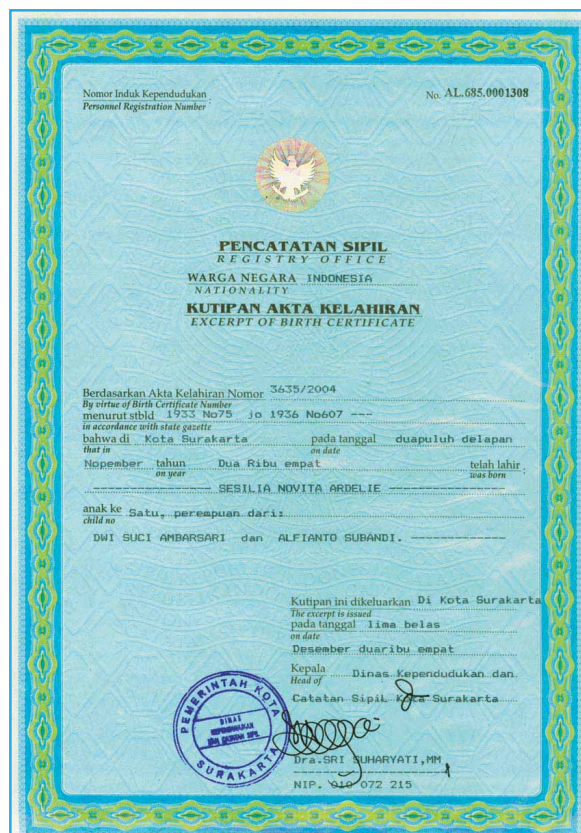 Nomor Induk Kependudukan :
Personnel Registration Number
No. AL.685.0001308
PENCATATAN SIPIL
REGISTRY OFFICE
WARGA NEGARA INDONESIA
NATIONALITY
KUTIPAN AKTA KELAHIRAN
EXCERPT OF BIRTH CERTIFICATE
Berdasarkan Akta Kelahiran Nomor 3635/2004
By virtue of Birth Certificate Number
menurut stbld 1933 No75 jo 1936 No607 ---
in accordance with state gazette
bahwa di Kota Surakarta pada tanggal duapuluh delapan
that in on date
Nopember tahun Dua Ribu empat telah lahir :
on year was born
--------------- SESILIA NOVITA ARDELIE ---------------
anak ke Satu, perempuan dari:
child no
DWI SUCI AMBARSARI dan ALFIANTO SUBANDI. -------------
Kutipan ini dikeluarkan Di Kota Surakarta
The excerpt is issued
pada tanggal lima belas
on date
Desember duaribu empat
Kepala Dinas Kependudukan dan
Head of
Catatan Sipil Kota Surakarta
PEMERINTAH KOTA
DINAS
KEPENDUDUKAN
DAN CATATAN SIPIL
SURAKARTA
Dra.SRI SUHARYATI,MM
NIP. 010 072 215